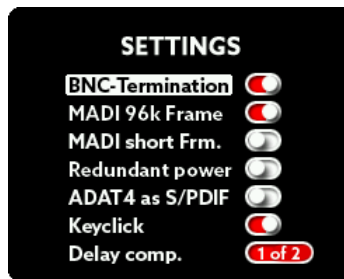 SETTINGS
BNC-Termination
MADI 96k Frame
MADI short Frm.
Redundant power
ADAT4 as S/PDIF
Keyclick
Delay comp. 1 of 2